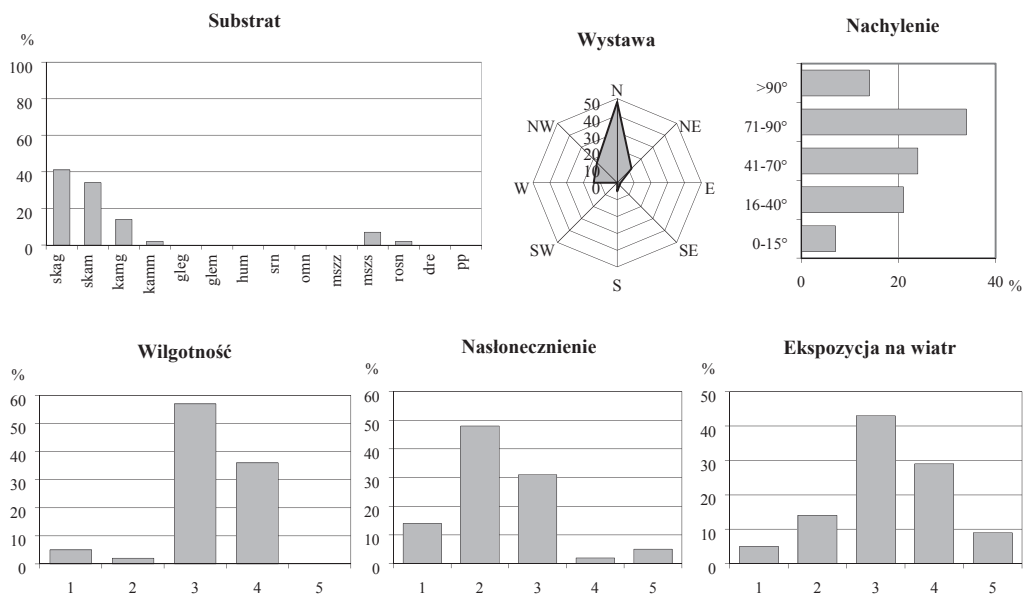 Substrat
%
100
80
60
40
20
0
skag
skam
kamg
kamm
gleg
glem
hum
srn
omn
mszz
mszs
rosn
dre
pp
Wystawa
N
NE
E
SE
S
SW
W
NW
50
40
30
20
10
0
Nachylenie
>90°
71-90°
41-70°
16-40°
0-15°
0 20 40 %
Wilgotność
%
60
50
40
30
20
10
0
1 2 3 4 5
Nasłonecznienie
%
60
50
40
30
20
10
0
1 2 3 4 5
Ekspozycja na wiatr
%
50
40
30
20
10
0
1 2 3 4 5